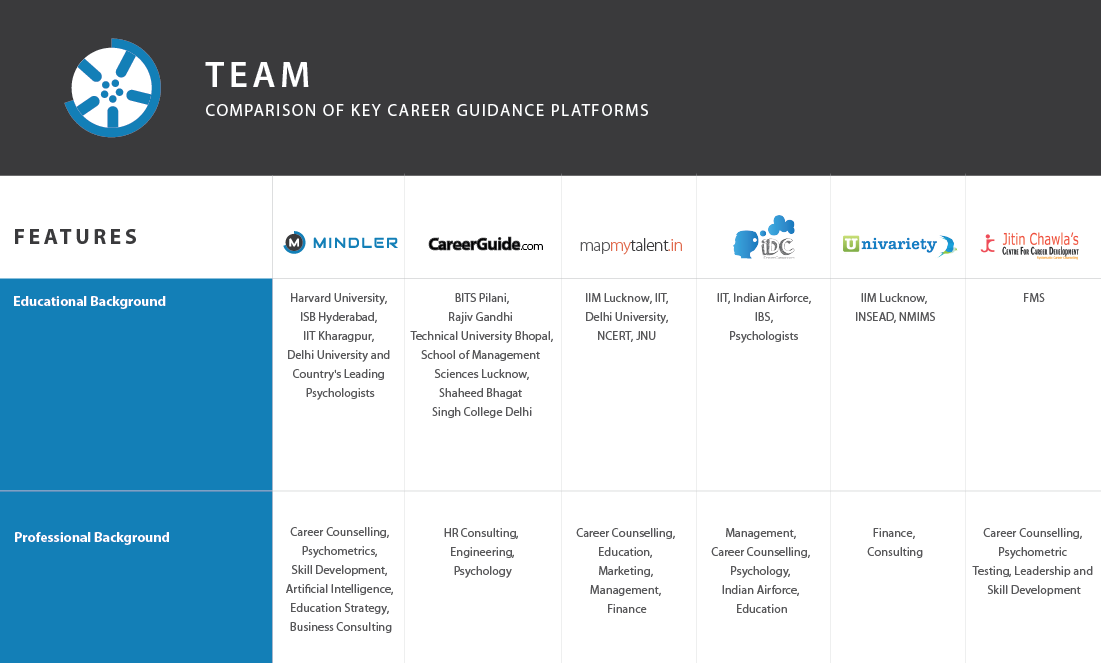 TEAM
COMPARISON OF KEY CAREER GUIDANCE PLATFORMS
FEATURES
M MINDLER
CareerGuide.com
mapmytalent.in
iDC
Univariety
Jitin Chawla's
CENTRE FOR CAREER DEVELOPMENT
Educational Background
Harvard University,
ISB Hyderabad,
IIT Kharagpur,
Delhi University and
Country's Leading
Psychologists
BITS Pilani,
Rajiv Gandhi
Technical University Bhopal,
School of Management
Sciences Lucknow,
Shaheed Bhagat
Singh College Delhi
IIM Lucknow, IIT,
Delhi University,
NCERT, JNU
IIT, Indian Airforce,
IBS,
Psychologists
IIM Lucknow,
INSEAD, NMIMS
FMS
Professional Background
Career Counselling,
Psychometrics,
Skill Development,
Artificial Intelligence,
Education Strategy,
Business Consulting
HR Consulting,
Engineering,
Psychology
Career Counselling,
Education,
Marketing,
Management,
Finance
Management,
Career Counselling,
Psychology,
Indian Airforce,
Education
Finance,
Consulting
Career Counselling,
Psychometric
Testing, Leadership and
Skill Development